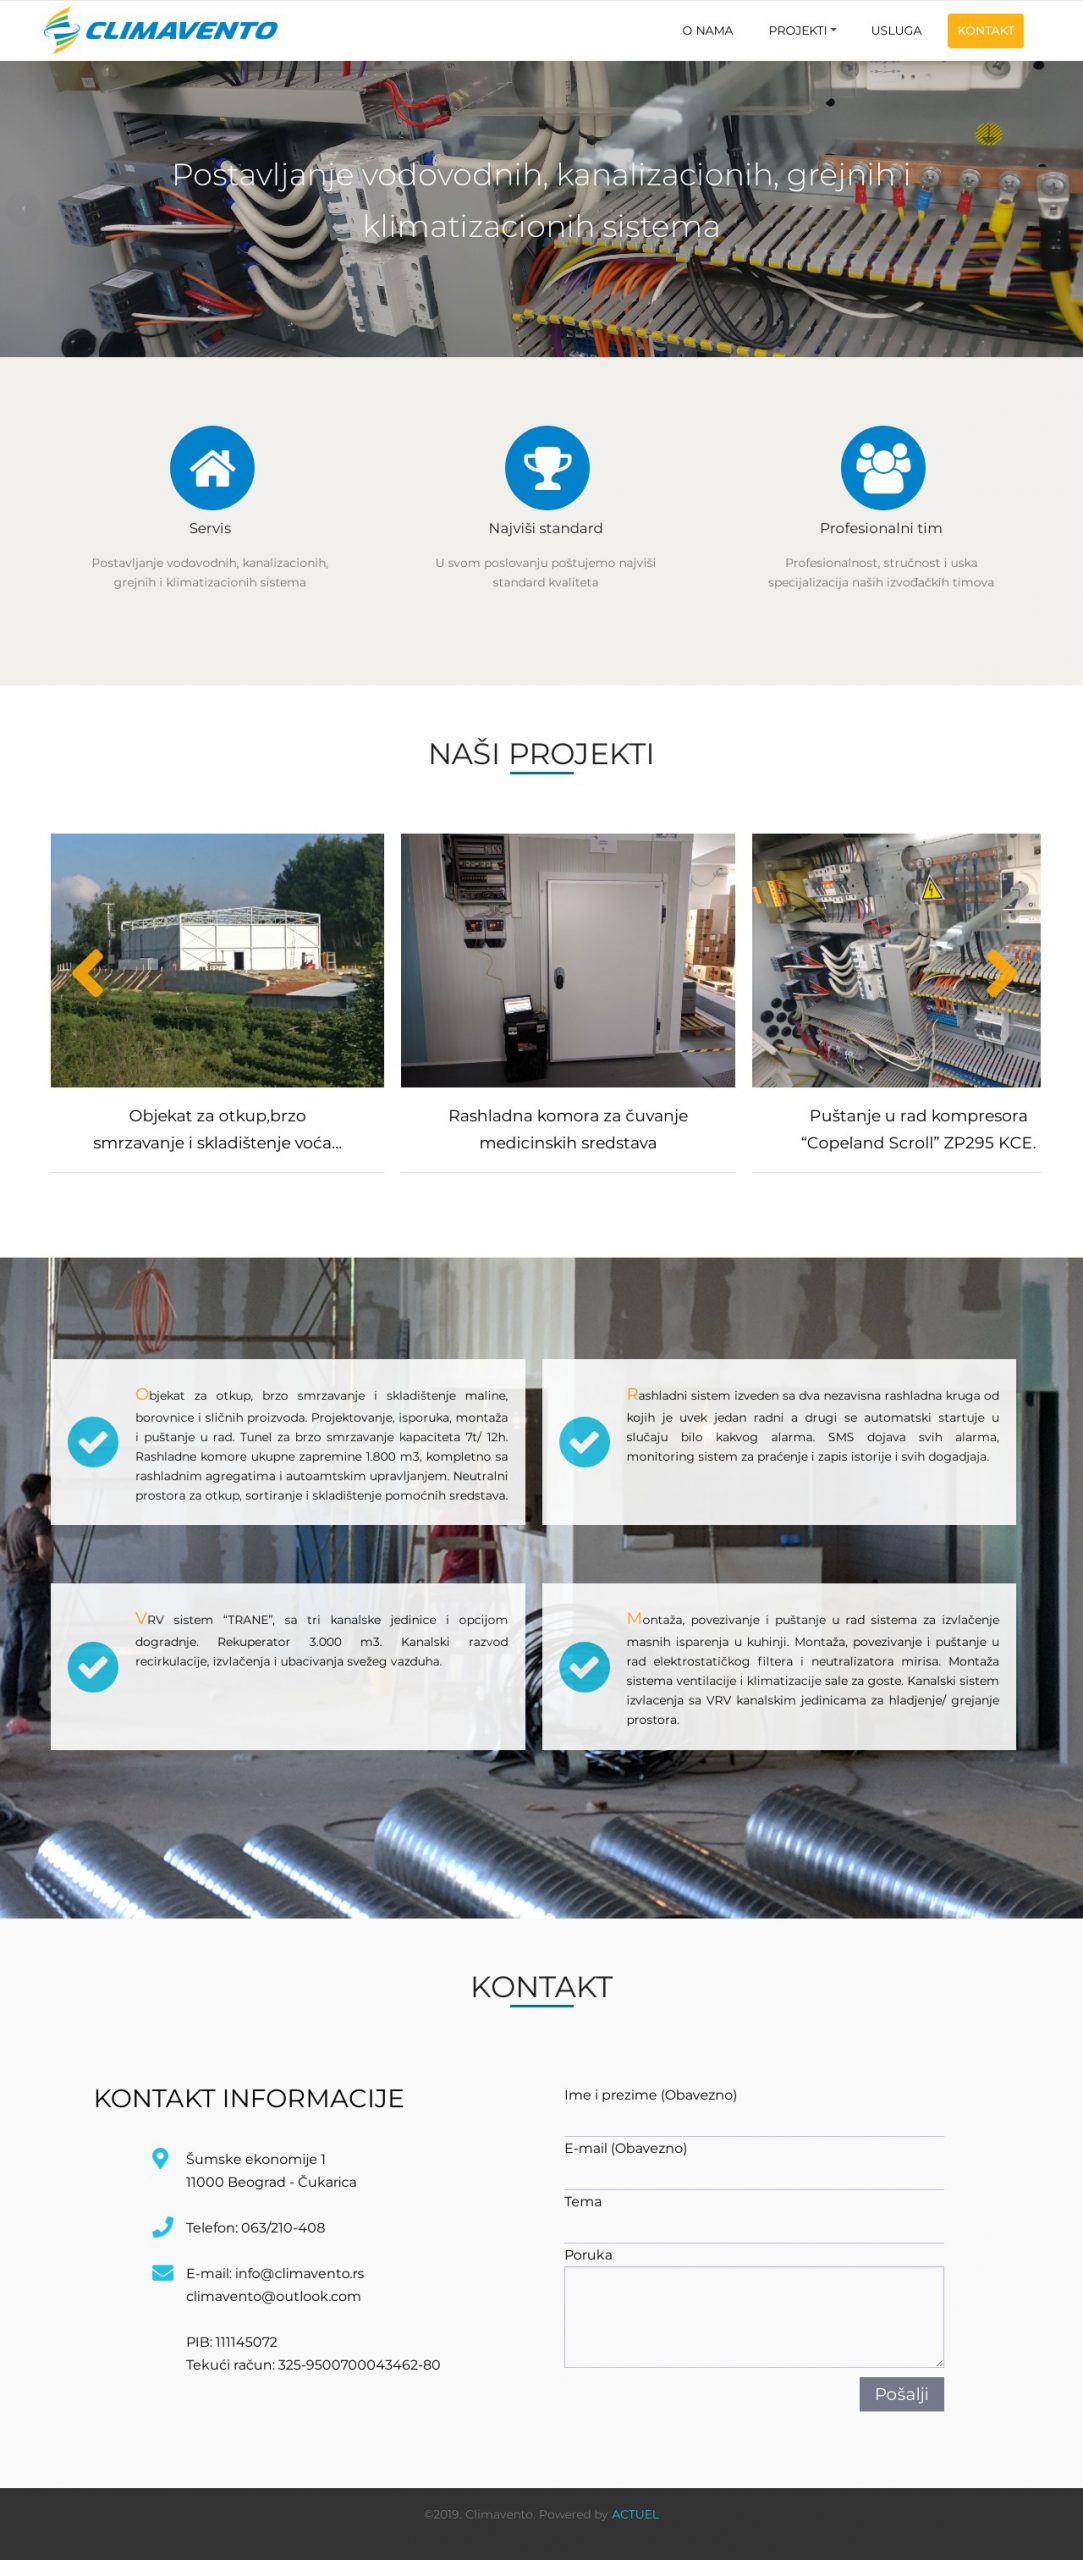 CLIMAVENTO
O NAMA
PROJEKTI
USLUGA
KONTAKT
Postavljanje vodovodnih, kanalizacionih, grejnih i
klimatizacionih sistema
Servis
Postavljanje vodovodnih, kanalizacionih,
grejnih i klimatizacionih sistema
Najviši standard
U svom poslovanju poštujemo najviši
standard kvaliteta
Profesionalni tim
Profesionalnost, stručnost i uska
specijalizacija naših izvođačkih timova
NAŠI PROJEKTI
Objekat za otkup,brzo
smrzavanje i skladištenje voća...
Rashladna komora za čuvanje
medicinskih sredstava
Puštanje u rad kompresora
“Copeland Scroll” ZP295 KCE.
Objekat za otkup, brzo smrzavanje i skladištenje maline,
borovnice i sličnih proizvoda. Projektovanje, isporuka, montaža
i puštanje u rad. Tunel za brzo smrzavanje kapaciteta 7t/ 12h.
Rashladne komore ukupne zapremine 1.800 m3, kompletno sa
rashladnim agregatima i autoamtskim upravljanjem. Neutralni
prostora za otkup, sortiranje i skladištenje pomoćnih sredstava.
Rashladni sistem izveden sa dva nezavisna rashladna kruga od
kojih je uvek jedan radni a drugi se automatski startuje u
slučaju bilo kakvog alarma. SMS dojava svih alarma,
monitoring sistem za praćenje i zapis istorije i svih dogadjaja.
VRV sistem “TRANE”, sa tri kanalske jedinice i opcijom
dogradnje. Rekuperator 3.000 m3. Kanalski razvod
recirkulacije, izvlačenja i ubacivanja svežeg vazduha.
Montaža, povezivanje i puštanje u rad sistema za izvlačenje
masnih isparenja u kuhinji. Montaža, povezivanje i puštanje u
rad elektrostatičkog filtera i neutralizatora mirisa. Montaža
sistema ventilacije i klimatizacije sale za goste. Kanalski sistem
izvlacenja sa VRV kanalskim jedinicama za hladjenje/ grejanje
prostora.
KONTAKT
KONTAKT INFORMACIJE
Šumske ekonomije 1
11000 Beograd - Čukarica
Telefon: 063/210-408
E-mail: info@climavento.rs
climavento@outlook.com
PIB: 111145072
Tekući račun: 325-9500700043462-80
Ime i prezime (Obavezno)
E-mail (Obavezno)
Tema
Poruka
Pošalji
©2019. Climavento. Powered by ACTUEL